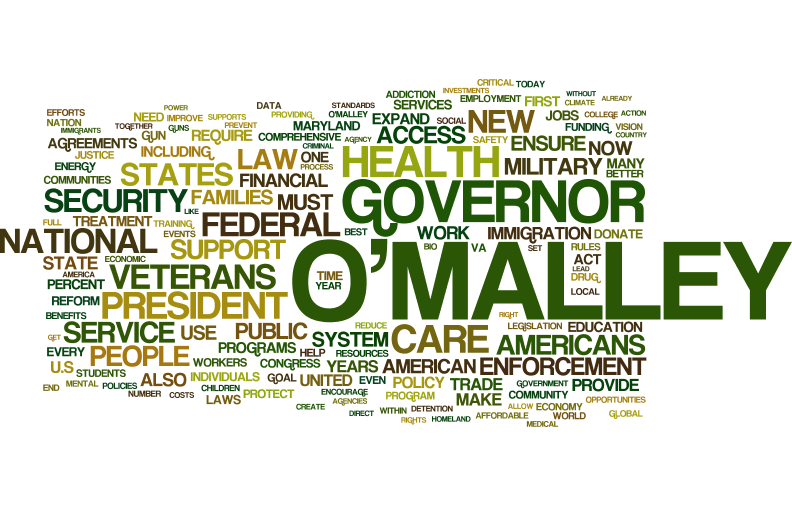 CRITICAL TODAY
INVESTMENTS WITHOUT
ADDICTION EMPLOYMENT FIRST CLIMATE ALREADY
POWER DATA STANDARDS SERVICES
EFFORTS NEED IMPROVE SUPPORTS PROVIDING O'MALLEY EXPAND SOCIAL NEW JOBS COLLEGE ACTION
NATION TOGETHER PREVENT MARYLAND FUNDING VISION
IMMIGRANTS GUN GUNS REQUIRE COMPREHENSIVE AGENCY ACCESS SAFETY ENSURE NOW COUNTRY
AGREEMENTS CRIMINAL
JUSTICE INCLUDING LAW ONE HEALTH MILITARY MANY
ENERGY PROCESS BETTER
COMMUNITIES STATES FINANCIAL
SECURITY FAMILIES MUST GOVERNOR
LIKE
FULL TREATMENT TRAINING FEDERAL BEST WORK IMMIGRATION DONATE
NATIONAL EVENTS SUPPORT BIO VA SET RULES
STATE ECONOMIC O’MALLEY ACT
AMERICA VETERANS TIME LEAD
PERCENT YEAR DRUG
REFORM PRESIDENT LOCAL
BENEFITS RIGHT
GET SERVICE USE PUBLIC REDUCE SYSTEM CARE LEGISLATION EDUCATION
EVERY PEOPLE PROGRAMS HELP RESOURCES AMERICANS
U.S WORKERS CONGRESS YEARS AMERICAN ENFORCEMENT
STUDENTS ALSO INDIVIDUALS GOAL UNITED EVEN POLICY TRADE GOVERNMENT PROVIDE
END MENTAL POLICIES CHILDREN ENCOURAGE PROGRAM COMMUNITY OPPORTUNITIES
NUMBER COSTS LAWS PROTECT AGENCIES MAKE
CREATE DIRECT WITHIN DETENTION ALLOW ECONOMY
RIGHTS HOMELAND AFFORDABLE WORLD GLOBAL
MEDICAL